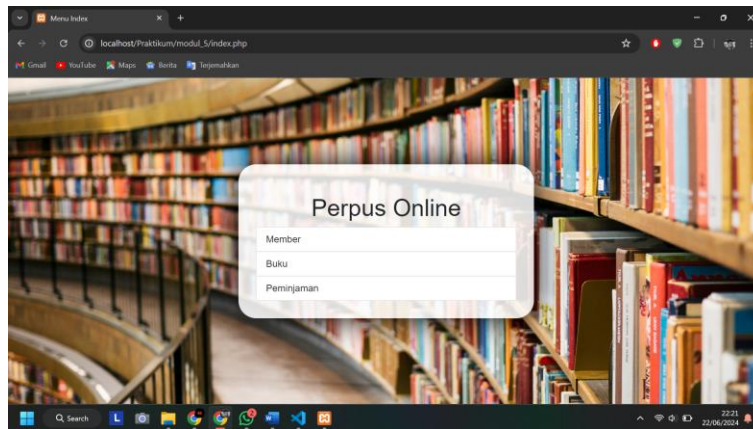 Menu Index
localhost/Praktikum/modul_5/index.php
Gmail YouTube Maps Berita Terjemahkan
Perpus Online
Member
Buku
Peminjaman
Search
22:21
22/06/2024